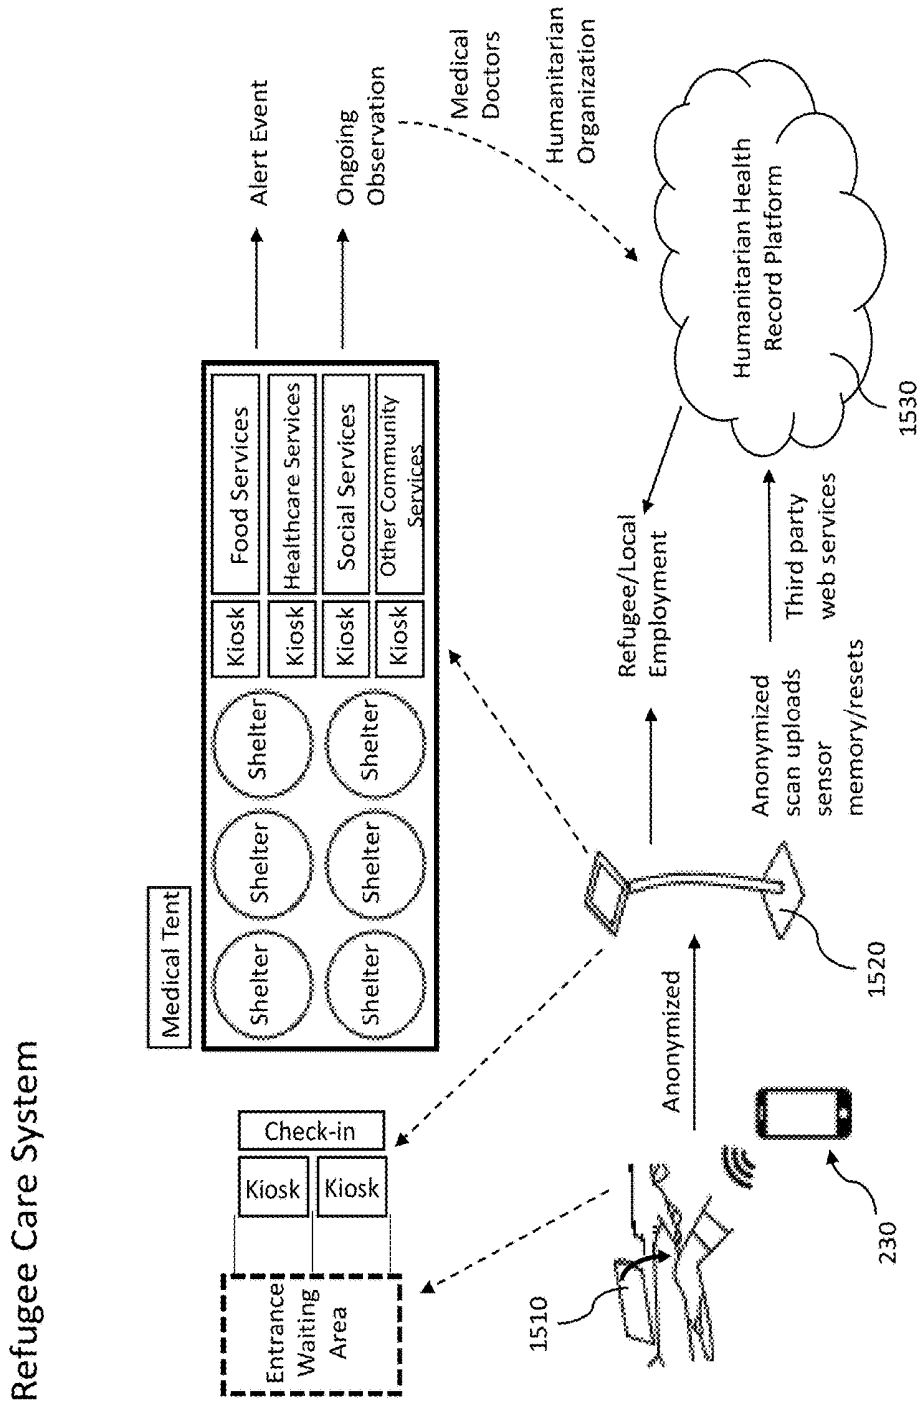 Refugee Care System
Entrance
Waiting
Area
Kiosk
Kiosk
Check-in
Medical Tent
Shelter
Shelter
Shelter
Shelter
Shelter
Shelter
Kiosk
Food Services
Kiosk
Healthcare Services
Kiosk
Social Services
Kiosk
Other Community
Services
Alert Event
Ongoing
Observation
Medical
Doctors
Humanitarian
Organization
1510
230
Anonymized
1520
Refugee/Local
Employment
Anonymized
scan uploads
sensor
memory/resets
Third party
web services
Humanitarian Health
Record Platform
1530